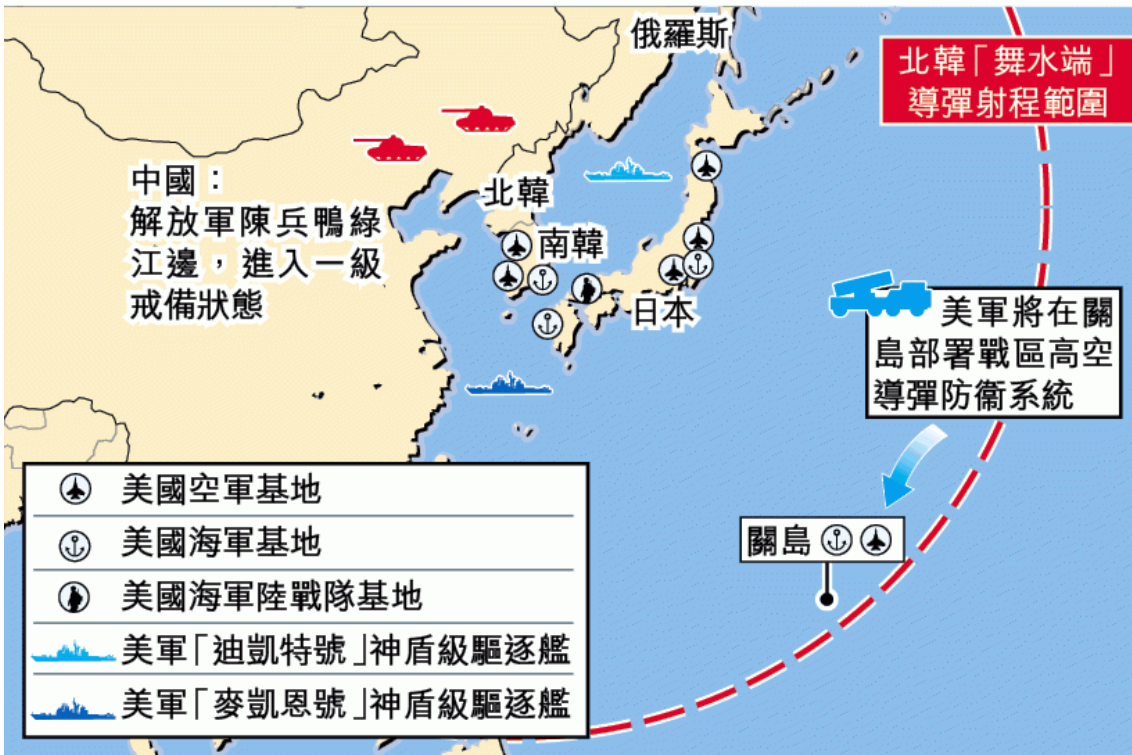 俄羅斯
北韓「舞水端」
導彈射程範圍
中國：
解放軍陳兵鴨綠
江邊，進入一級
戒備狀態
北韓
南韓
日本
美軍將在關
島部署戰區高空
導彈防衞系統
關島
美國空軍基地
美國海軍基地
美國海軍陸戰隊基地
美軍「迪凱特號」神盾級驅逐艦
美軍「麥凱恩號」神盾級驅逐艦